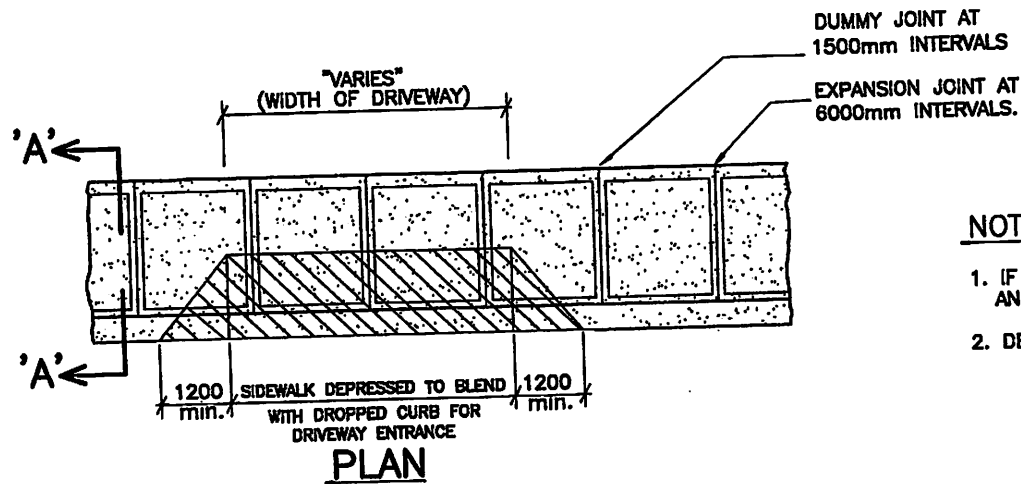 DUMMY JOINT AT
1500mm INTERVALS
"VARIES"
(WIDTH OF DRIVEWAY)
EXPANSION JOINT AT
6000mm INTERVALS.
'A'
'A'
NOT
1. IF
AN
2. DE
1200
min.
SIDEWALK DEPRESSED TO BLEND
WITH DROPPED CURB FOR
DRIVEWAY ENTRANCE
1200
min.
PLAN